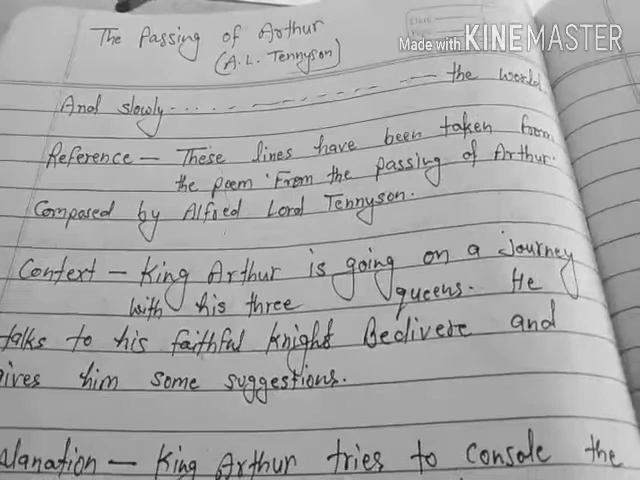 The Passing of Arthur
(A.L. Tennyson)
Made with KINEMASTER
And slowly..... - - - - - - - - - - the world
Reference – These lines have been taken from
the poem 'From the passing of Arthur.
Composed by Alfred Lord Tennyson.
Context – King Arthur is going on a journey
with his three queens. He
talks to his faithful knight Bedivere and
gives him some suggestions.
planation – King Arthur tries to console the